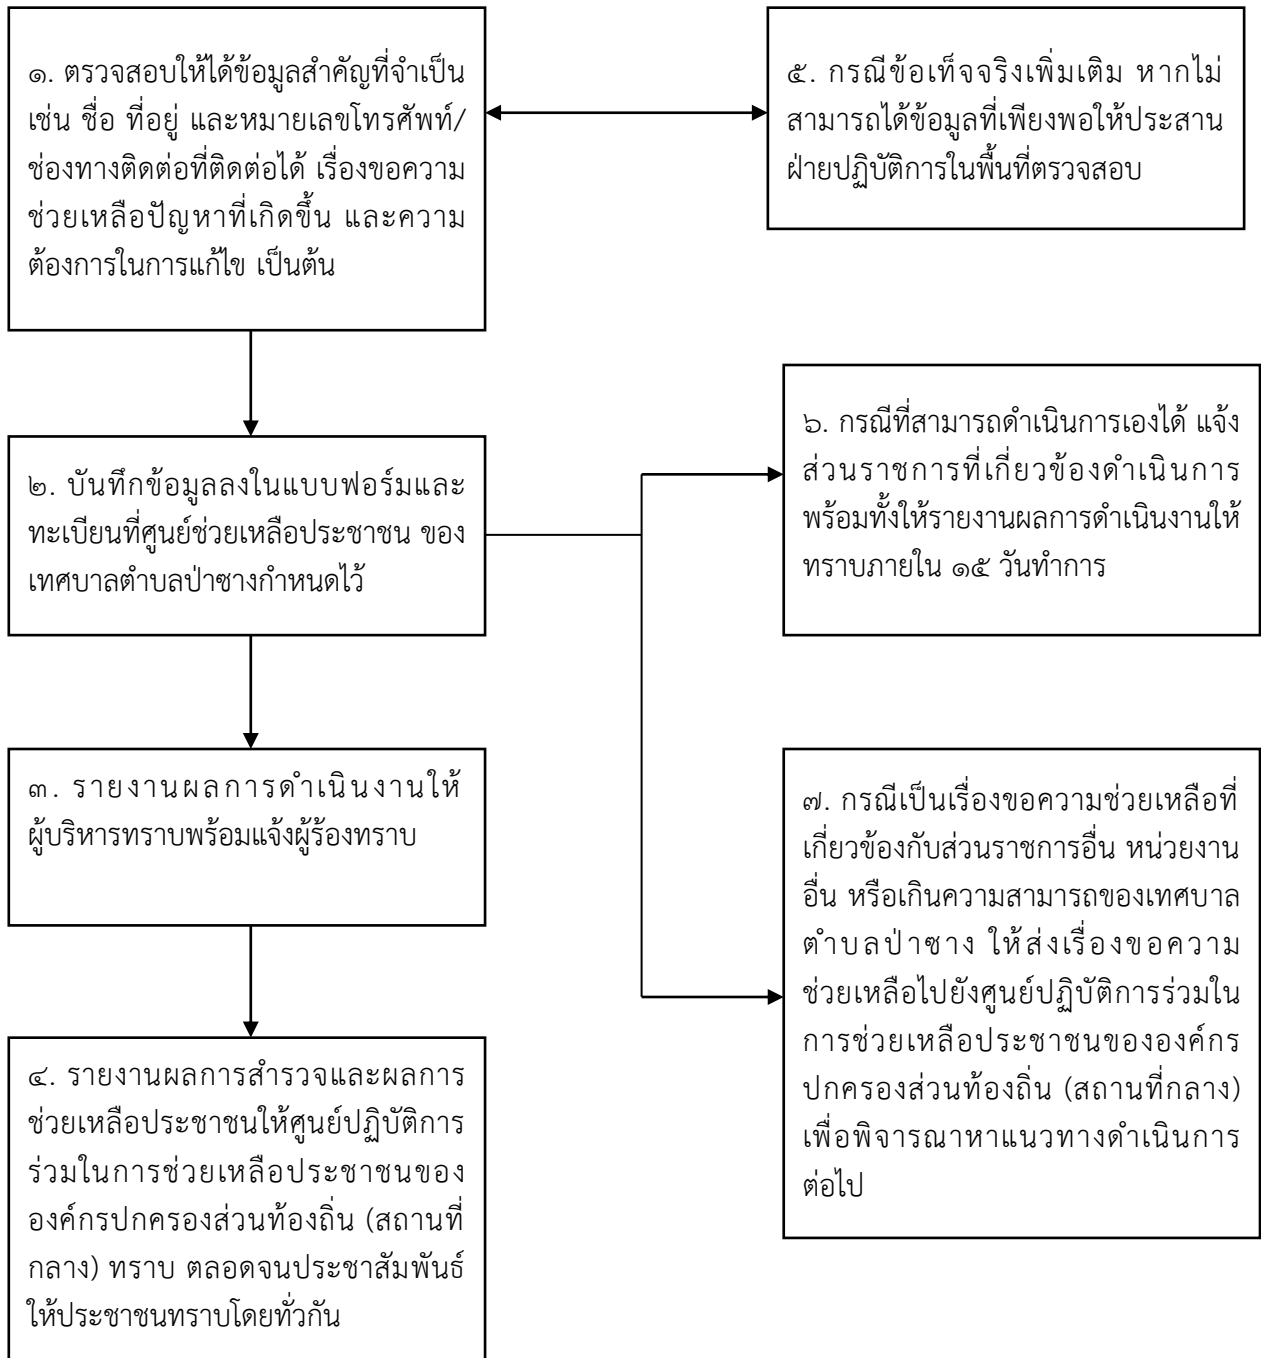 ๑. ตรวจสอบให้ได้ข้อมูลสำคัญที่จำเป็น
เช่น ชื่อ ที่อยู่ และหมายเลขโทรศัพท์/
ช่องทางติดต่อที่ติดต่อได้ เรื่องขอความ
ช่วยเหลือปัญหาที่เกิดขึ้น และความ
ต้องการในการแก้ไข เป็นต้น
๒. บันทึกข้อมูลลงในแบบฟอร์มและ
ทะเบียนที่ศูนย์ช่วยเหลือประชาชน ของ
เทศบาลตำบลป่าซางกำหนดไว้
๓. รายงานผลการดำเนินงานให้
ผู้บริหารทราบพร้อมแจ้งผู้ร้องทราบ
๔. รายงานผลการสำรวจและผลการ
ช่วยเหลือประชาชนให้ศูนย์ปฏิบัติการ
ร่วมในการช่วยเหลือประชาชนของ
องค์กรปกครองส่วนท้องถิ่น (สถานที่
กลาง) ทราบ ตลอดจนประชาสัมพันธ์
ให้ประชาชนทราบโดยทั่วกัน
๕. กรณีข้อเท็จจริงเพิ่มเติม หากไม่
สามารถได้ข้อมูลที่เพียงพอให้ประสาน
ฝ่ายปฏิบัติการในพื้นที่ตรวจสอบ
๖. กรณีที่สามารถดำเนินการเองได้ แจ้ง
ส่วนราชการที่เกี่ยวข้องดำเนินการ
พร้อมทั้งให้รายงานผลการดำเนินงานให้
ทราบภายใน ๑๕ วันทำการ
๗. กรณีเป็นเรื่องขอความช่วยเหลือที่
เกี่ยวข้องกับส่วนราชการอื่น หน่วยงาน
อื่น หรือเกินความสามารถของเทศบาล
ตำบลป่าซาง ให้ส่งเรื่องขอความ
ช่วยเหลือไปยังศูนย์ปฏิบัติการร่วมใน
การช่วยเหลือประชาชนขององค์กร
ปกครองส่วนท้องถิ่น (สถานที่กลาง)
เพื่อพิจารณาหาแนวทางดำเนินการ
ต่อไป